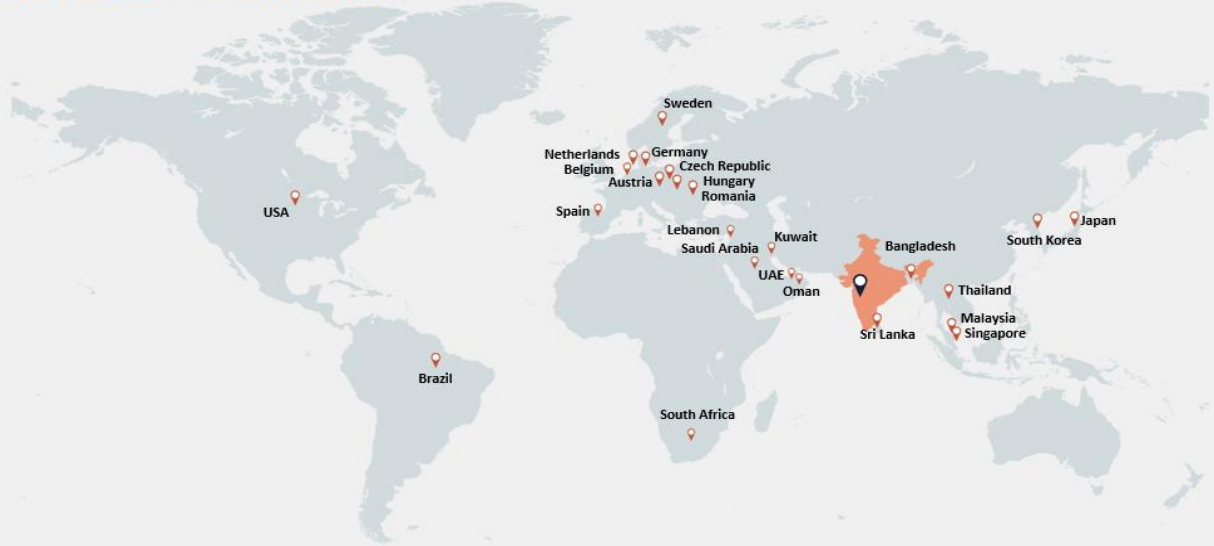 Sweden
Netherlands
Germany
Belgium
Czech Republic
Austria
Hungary
Romania
USA
Spain
Lebanon
Kuwait
Saudi Arabia
UAE
Oman
Bangladesh
South Korea
Japan
Thailand
Malaysia
Singapore
Sri Lanka
Brazil
South Africa